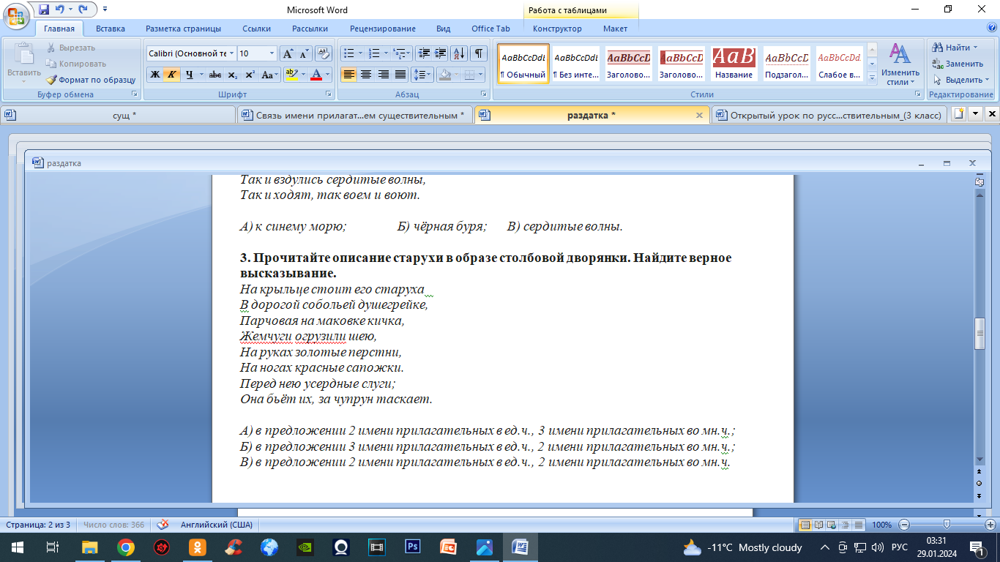 Microsoft Word
Работа с таблицами
Главная Вставка Разметка страницы Ссылки Рассылки Рецензирование Вид Office Tab Конструктор Макет
Вставить
Вырезать
Копировать
Формат по образцу
Буфер обмена
Calibri (Основной те 10
Ж К Ч abc x₂ x² Aa
Шрифт
Абзац
AaBbCcDdI AaBbCcDdI AaBbCcD AaBbCcD AaB AaBbCcD AaBbCcDd
¶ Обычный ¶ Без инте... Заголово... Заголово... Название Подзагол... Слабое в...
Изменить стили
Стили
Найти
Заменить
Выделить
Редактирование
сущ * Связь имени прилагат...ем существительным * раздатка * Открытый урок по русс...ствительным_(3 класс)
раздатка
Так и вздулись сердитые волны,
Так и ходят, так воем и воют.
А) к синему морю; Б) чёрная буря; В) сердитые волны.
3. Прочитайте описание старухи в образе столбовой дворянки. Найдите верное
высказывание.
На крыльце стоит его старуха
В дорогой собольей душегрейке,
Парчовая на маковке кичка,
Жемчуги огрузили шею,
На руках золотые перстни,
На ногах красные сапожки.
Перед нею усердные слуги;
Она бьёт их, за чупрун таскает.
А) в предложении 2 имени прилагательных в ед.ч., 3 имени прилагательных во мн.ч.;
Б) в предложении 3 имени прилагательных в ед.ч., 2 имени прилагательных во мн.ч.;
В) в предложении 2 имени прилагательных в ед.ч., 2 имени прилагательных во мн.ч.
Страница: 2 из 3 Число слов: 366 Английский (США) 100%
-11°C Mostly cloudy РУС 03:31
29.01.2024